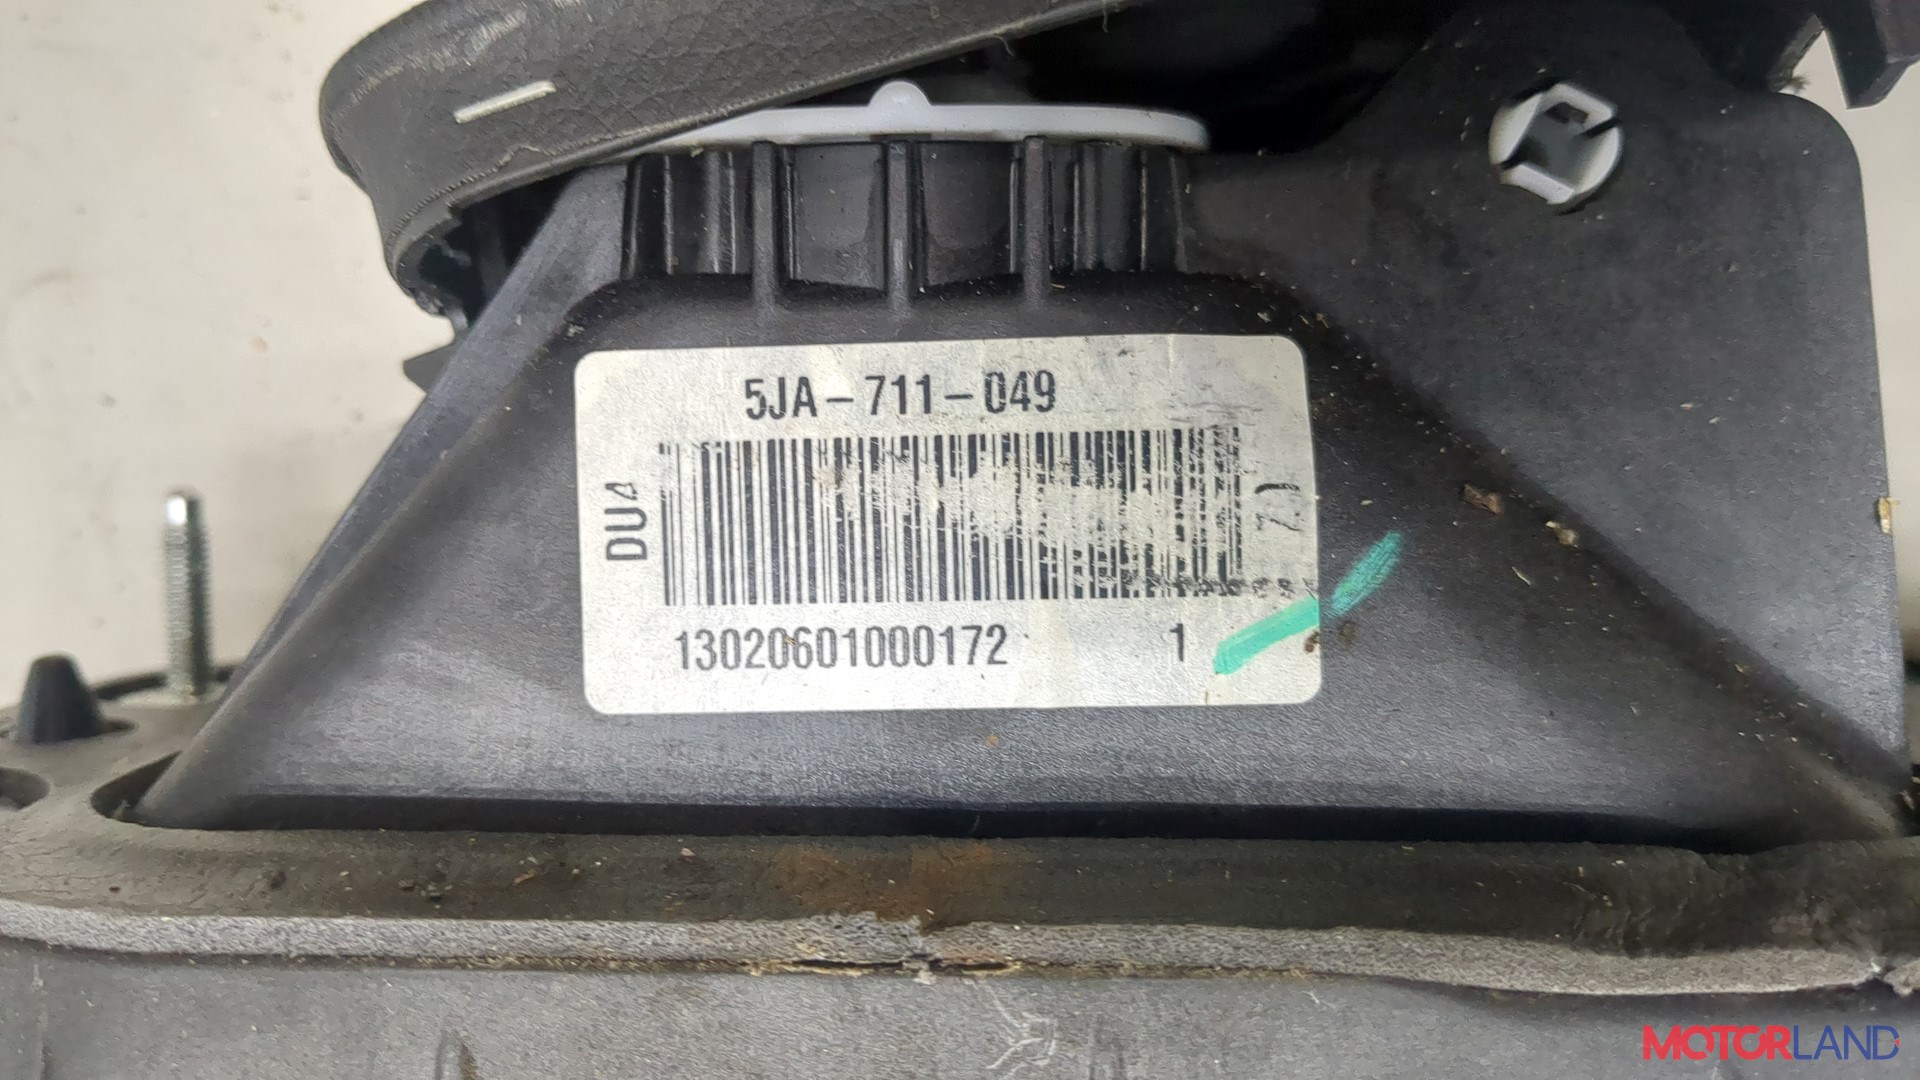 5JA-711-049
DUA
13020601000172 1
MOTORLAND